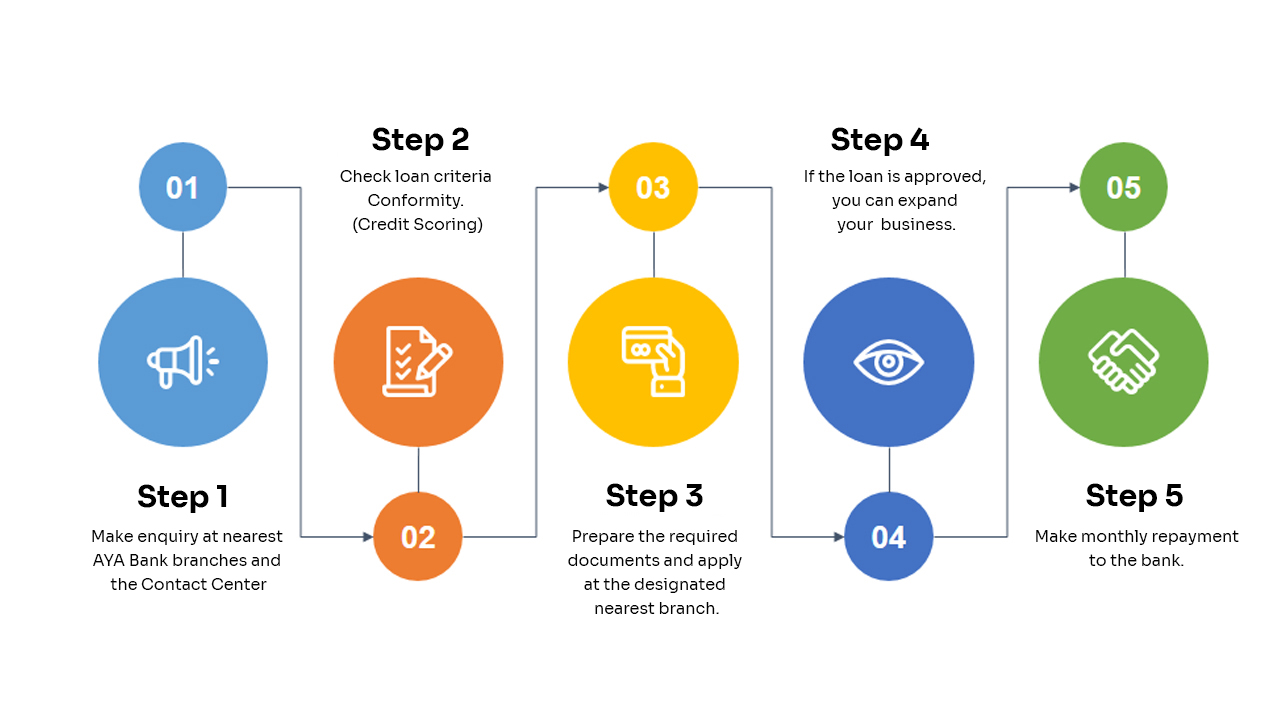 01
Step 1
Make enquiry at nearest
AYA Bank branches and
the Contact Center
Step 2
Check loan criteria
Conformity.
(Credit Scoring)
02
03
Step 3
Prepare the required
documents and apply
at the designated
nearest branch.
Step 4
If the loan is approved,
you can expand
your  business.
04
05
Step 5
Make monthly repayment
to the bank.